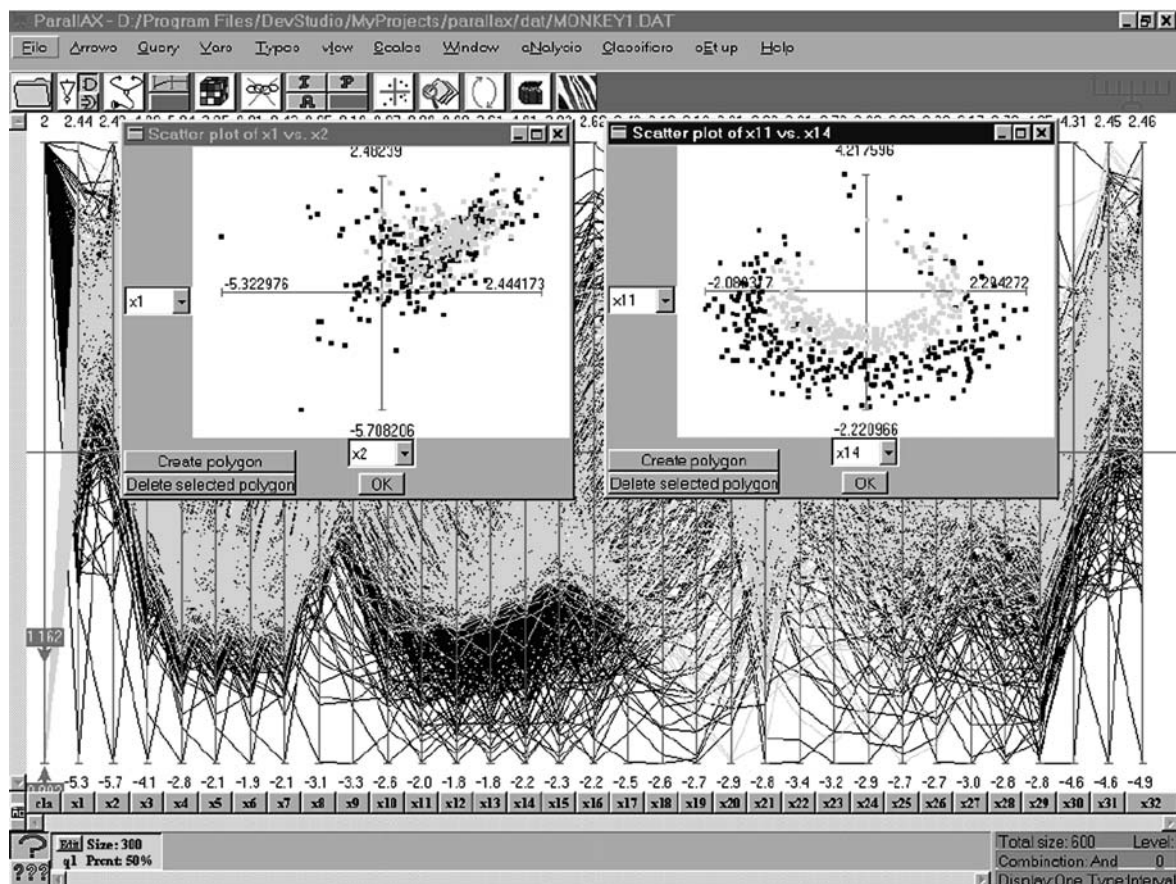 ParallAX - D:/Program Files/DevStudio/MyProjects/parallax/dat/MONKEY1.DAT
File Arrows Query Vars Types vIew Scales Window aNalysis Classifiers sEt up Help
I P
A
2 2.44
4.31 2.45 2.46
Scatter plot of x1 vs. x2
2.48239
-5.322976 2.444173
x1
-5.708206
x2
Create polygon
Delete selected polygon OK
Scatter plot of x11 vs. x14
4.217596
-2.080377 2.294272
x11
-2.220966
x14
Create polygon
Delete selected polygon OK
1.162
-5.3 -5.7 -4.1 -2.8 -2.1 -1.9 -2.1 -3.1 -3.3 -2.6 -2.0 -1.8 -1.8 -2.2 -2.3 -2.2 -2.5 -2.6 -2.7 -2.9 -2.8 -3.4 -3.2 -2.9 -2.7 -2.7 -3.0 -2.8 -2.8 -4.6 -4.6 -4.9
cls x1 x2 x3 x4 x5 x6 x7 x8 x9 x10 x11 x12 x13 x14 x15 x16 x17 x18 x19 x20 x21 x22 x23 x24 x25 x26 x27 x28 x29 x30 x31 x32
? Edit Size: 300
??? q1 Prcnt: 50%
Total size: 600 Level:
Combination: And 0
Display:One Type:Interval